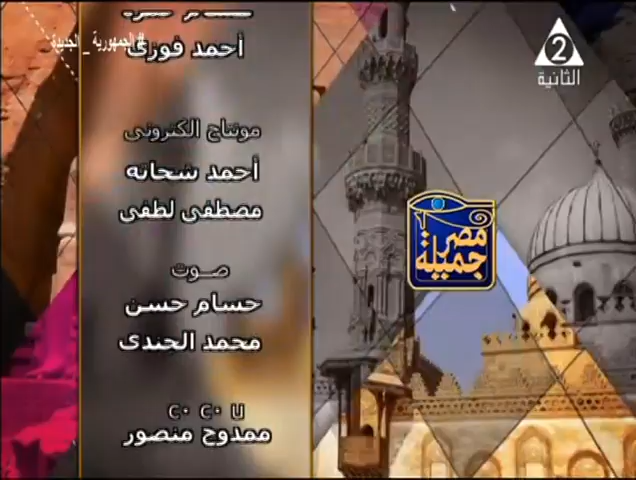 #الجمهورية_الجديدة
أحمد فوزى
مونتاج الكترونى
أحمد شحاته
مصطفى لطفى
صوت
حسام حسن
محمد الجندى
C. C. U
ممدوح منصور
مصر
جميلة
2
الثانية